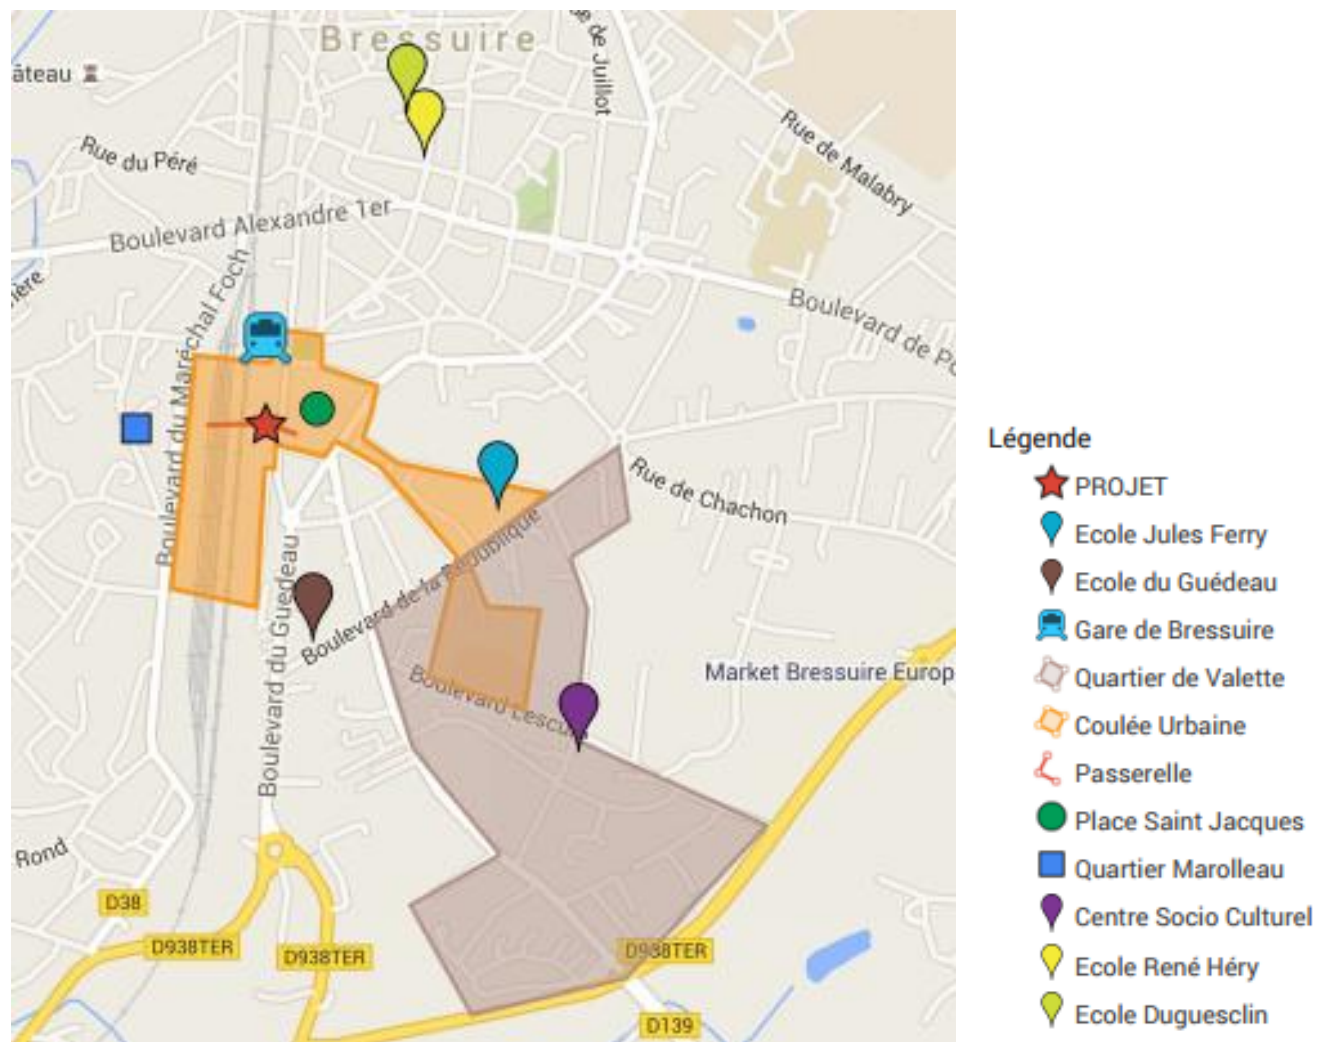 Bressuire
âteau
de Juillot
Rue du Péré
Rue de Malabry
Boulevard Alexandre 1er
ière
Boulevard du Maréchal Foch
Boulevard de Po
Rue de Chachon
Boulevard de la République
Boulevard du Guédeau
Boulevard Lescu
Market Bressuire Europ
Rond
D38
D938TER
D938TER
D938TER
D139
Légende
PROJET
Ecole Jules Ferry
Ecole du Guédeau
Gare de Bressuire
Quartier de Valette
Coulée Urbaine
Passerelle
Place Saint Jacques
Quartier Marolleau
Centre Socio Culturel
Ecole René Héry
Ecole Duguesclin